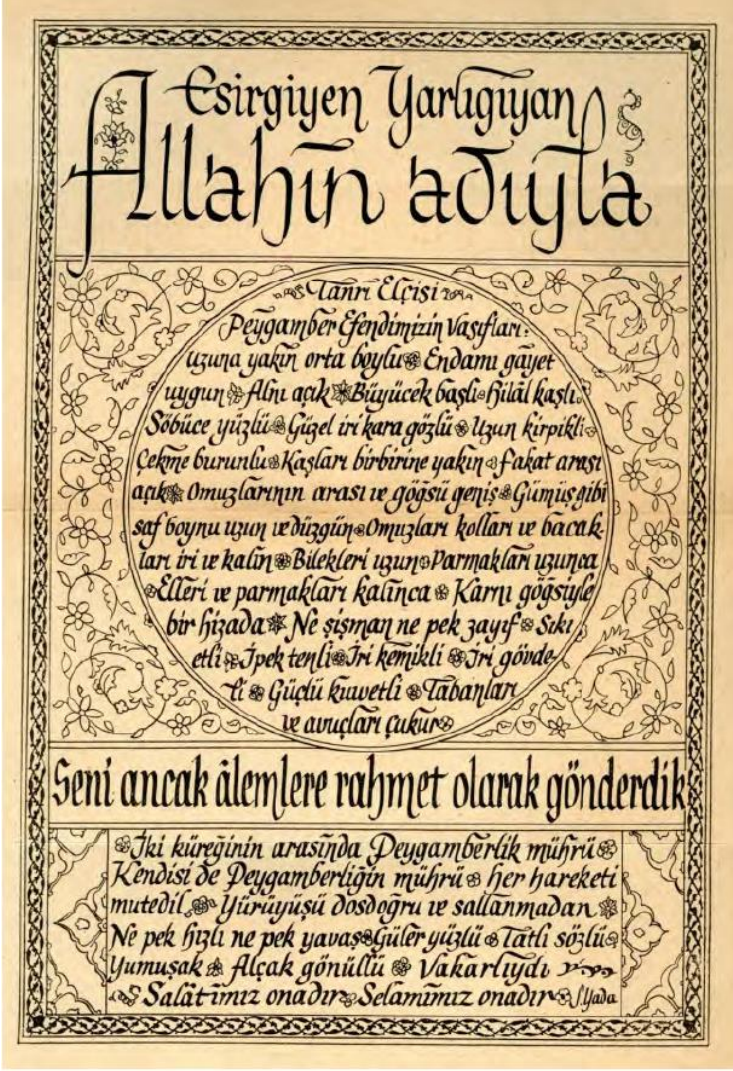 Esirgiyen Yarlıgıyan
Allahın adıyla
Tanrı Elçisi
Peygamber Efendimizin Vasıfları:
uzuna yakın orta boylu Endamı gayet
uygun Alnı açık Büyücek başlı Hilâl kaşlı
Söbüce yüzlü Güzel iri kara gözlü Uzun kirpikli
Çekme burunlu Kaşları birbirine yakın fakat arası
açık Omuzlarının arası ve göğsü geniş Gümüş gibi
saf boynu uzun ve düzgün Omuzları kolları ve bacak-
ları iri ve kalın Bilekleri uzun Parmakları uzunca
Elleri ve parmakları kalınca Karnı göğsiyle
bir hizada Ne şişman ne pek zayıf Sıkı
etli İpek tenli İri kemikli İri gövde-
li Güçlü kuvvetli Tabanları
ve avuçları çukur
Seni ancak âlemlere rahmet olarak gönderdik
İki küreğinin arasında Peygamberlik mührü
Kendisi de Peygamberliğin mührü Her hareketi
mutedil Yürüyüşü dosdoğru ve sallanmadan
Ne pek hızlı ne pek yavaş Güler yüzlü Tatlı sözlü
Yumuşak Alçak gönüllü Vakarlıydı
Salâtımız onadır Selamımız onadır S.Yada